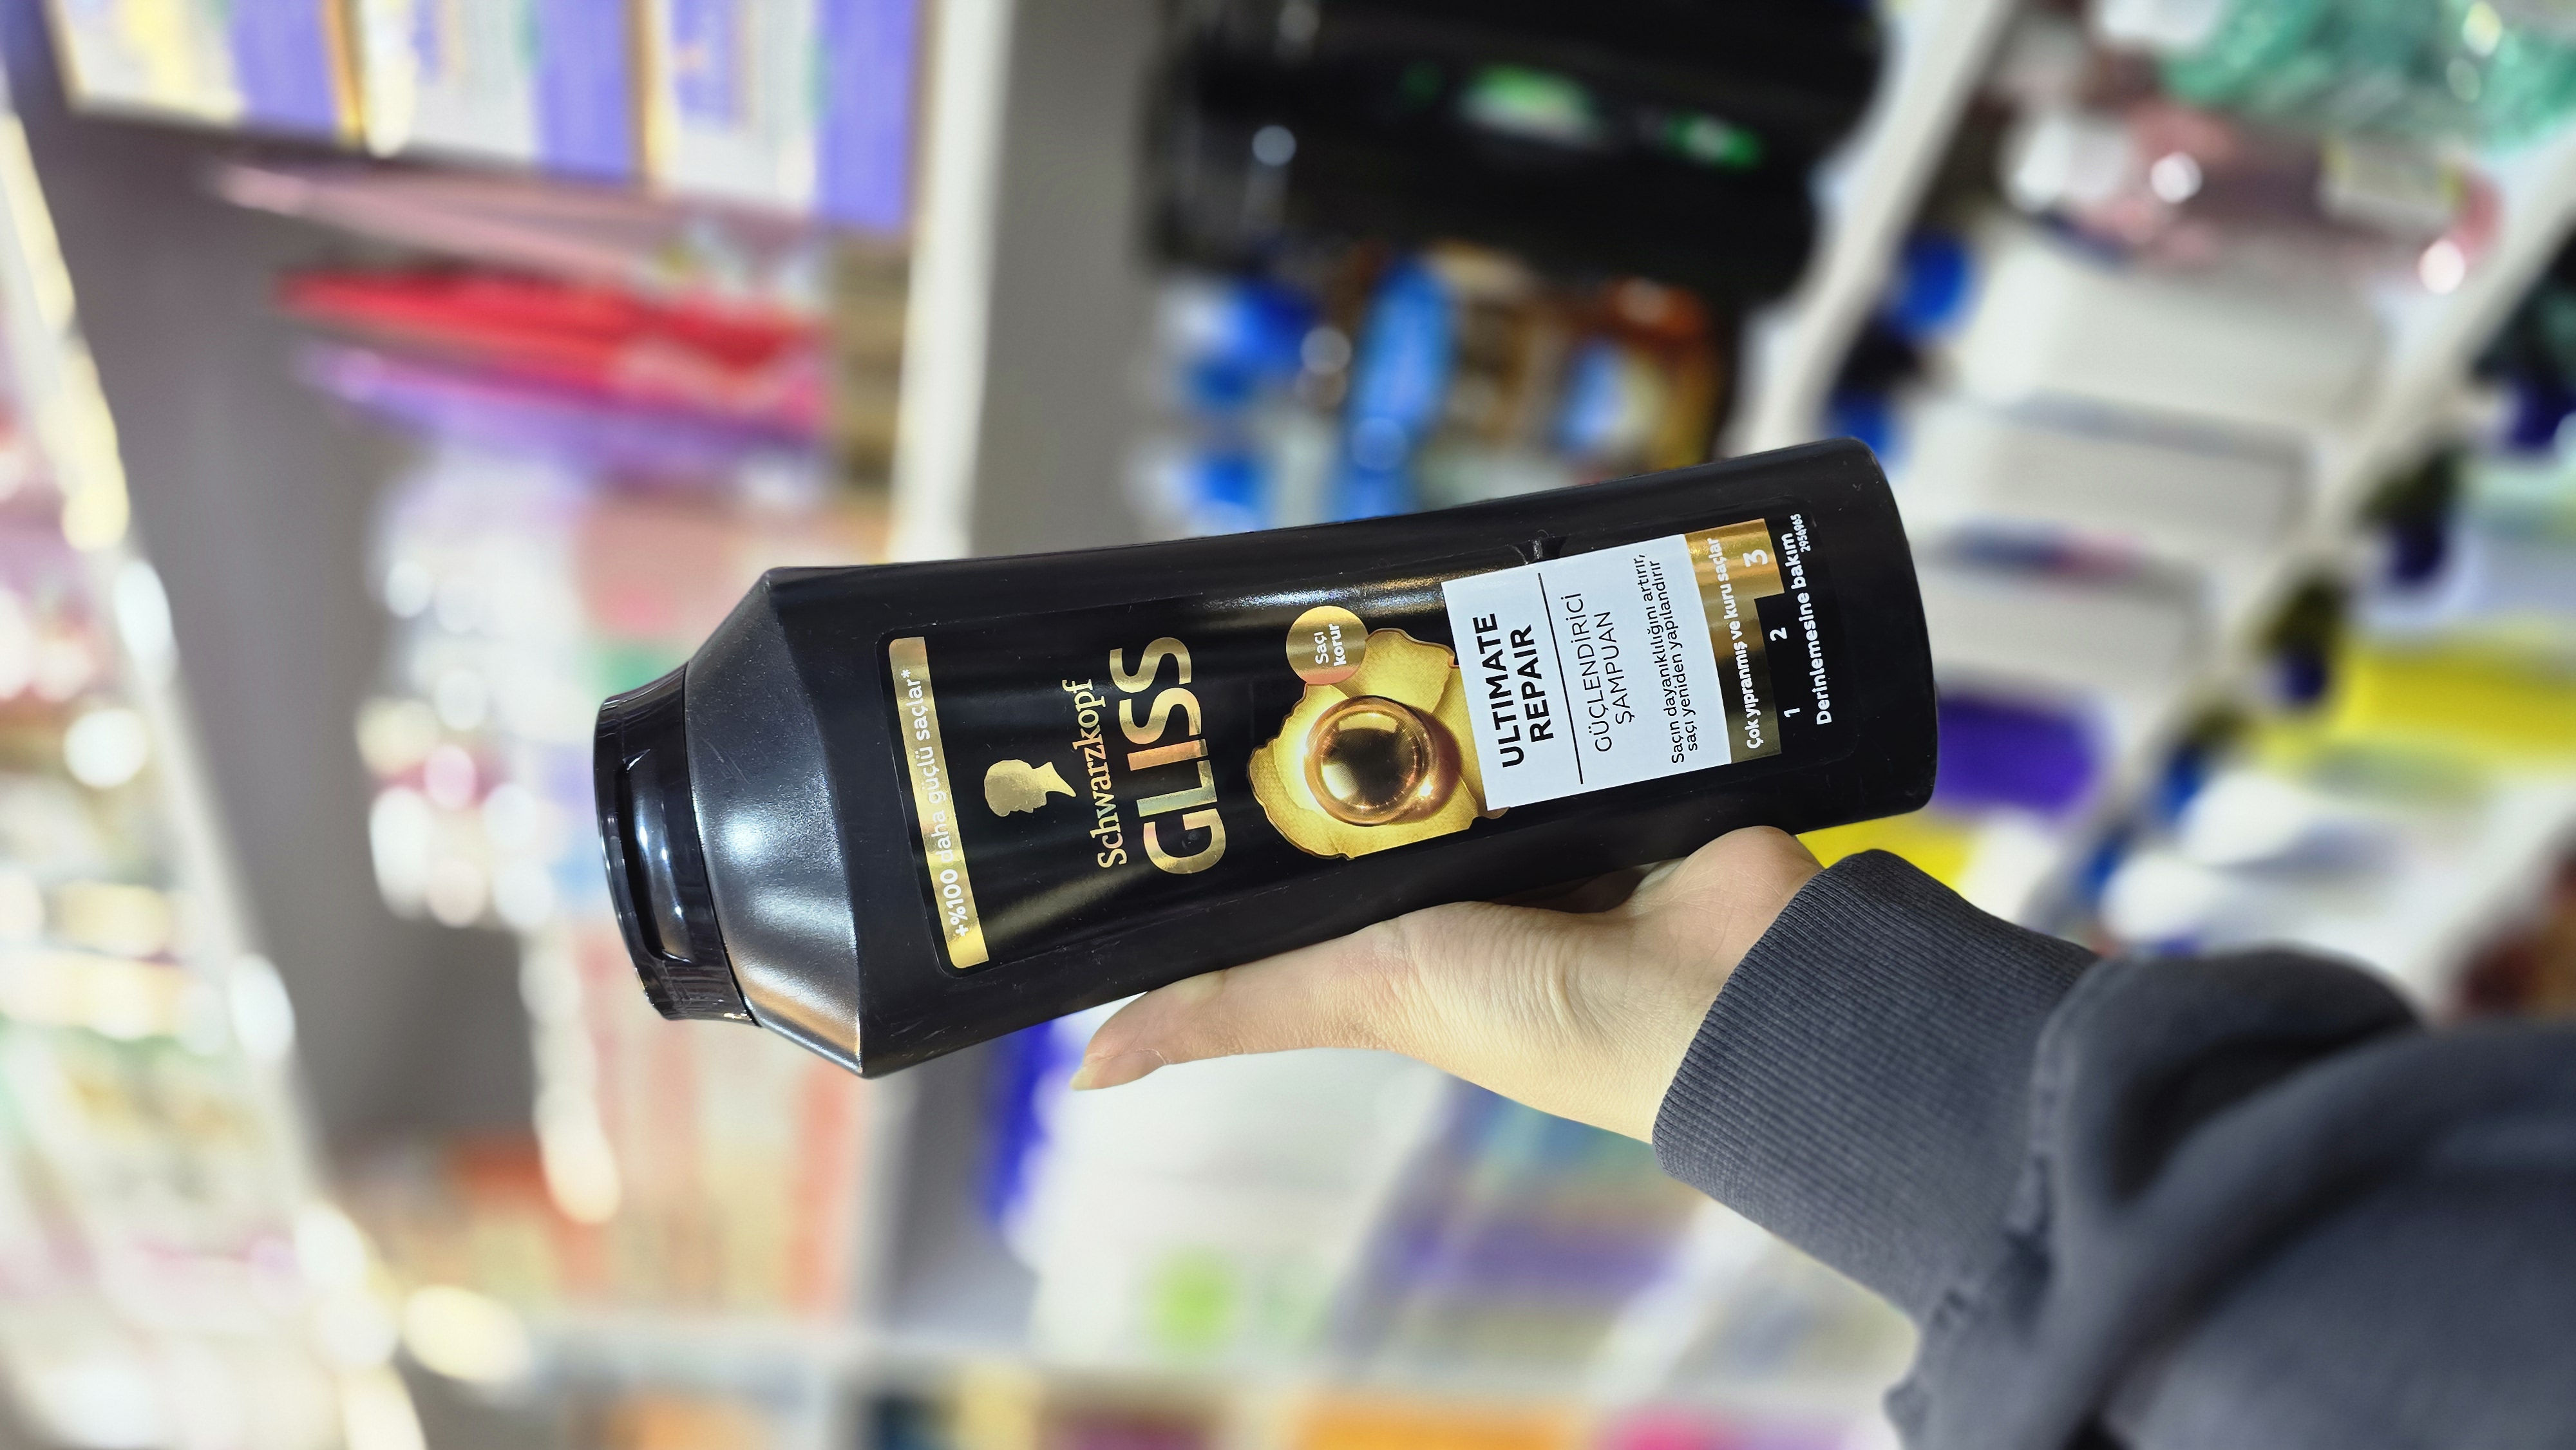 +%100 daha güçlü saçlar*
Schwarzkopf
GLISS
Saçı
korur
ULTIMATE
REPAIR
GÜÇLENDİRİCİ
ŞAMPUAN
Saçın dayanıklılığını artırır,
saçı yeniden yapılandırır
Çok yıpranmış ve kuru saçlar
1 2 3
Derinlemesine bakım
2954965